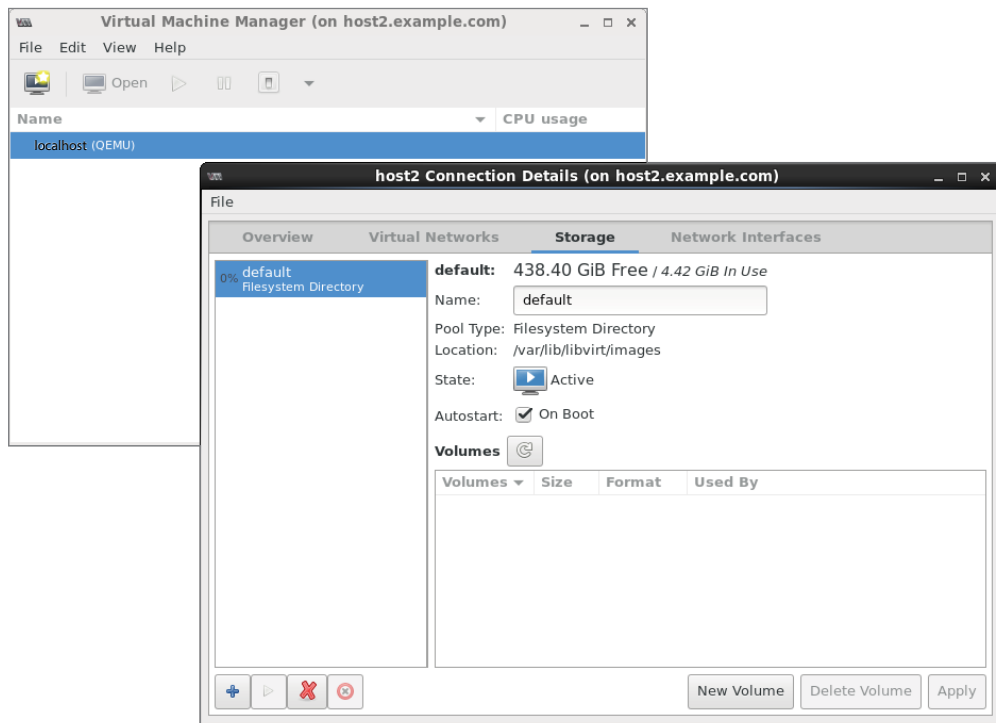 Virtual Machine Manager (on host2.example.com)
File Edit View Help
Open
Name CPU usage
localhost (QEMU)
host2 Connection Details (on host2.example.com)
File
Overview Virtual Networks Storage Network Interfaces
0% default
Filesystem Directory
default: 438.40 GiB Free / 4.42 GiB In Use
Name: default
Pool Type: Filesystem Directory
Location: /var/lib/libvirt/images
State: Active
Autostart: On Boot
Volumes
Volumes Size Format Used By
New Volume Delete Volume Apply